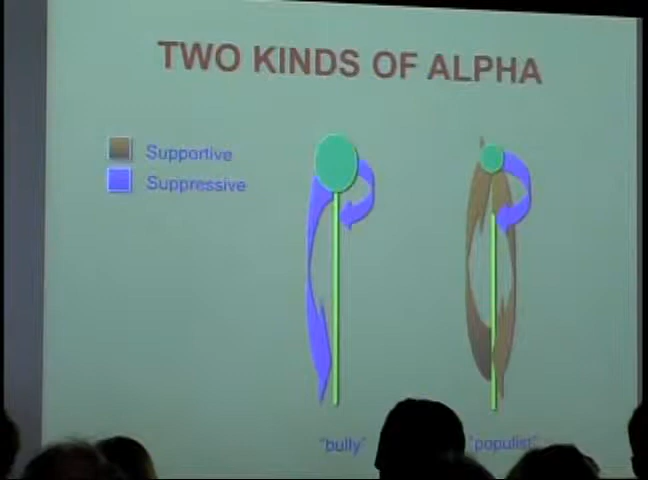 TWO KINDS OF ALPHA
Supportive
Suppressive
"bully"
"populist"